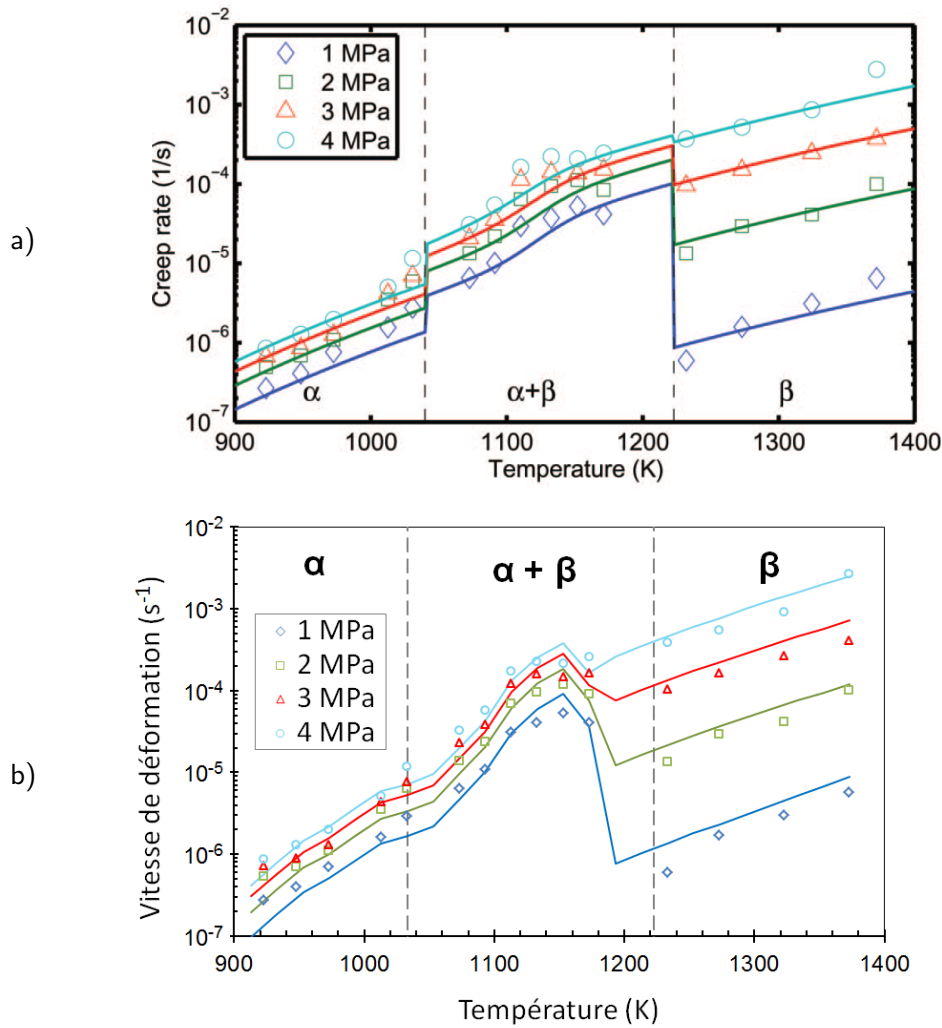 a)
10-2
10-3
10-4
10-5
10-6
10-7
Creep rate (1/s)
1 MPa
2 MPa
3 MPa
4 MPa
α
α+β
β
900 1000 1100 1200 1300 1400
Temperature (K)
b)
10-2
10-3
10-4
10-5
10-6
10-7
Vitesse de déformation (s-1)
α
α + β
β
1 MPa
2 MPa
3 MPa
4 MPa
900 1000 1100 1200 1300 1400
Température (K)